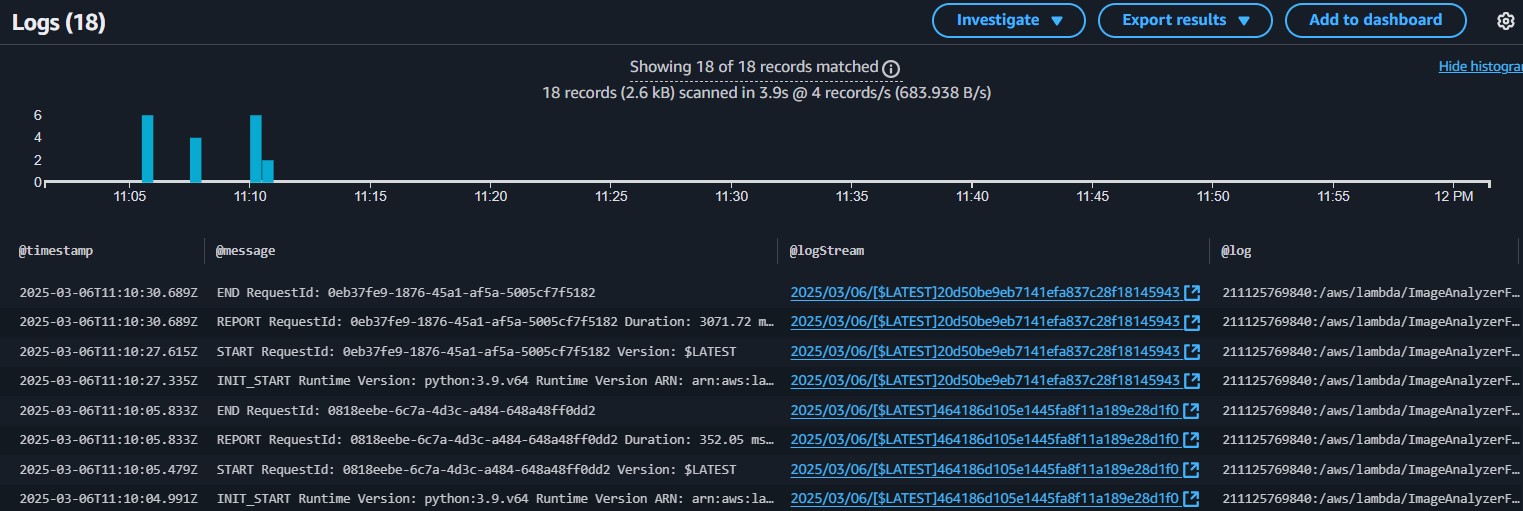 Logs (18)
Investigate
Export results
Add to dashboard
Showing 18 of 18 records matched
Hide histogra
18 records (2.6 kB) scanned in 3.9s @ 4 records/s (683.938 B/s)
6
4
2
0
11:05 11:10 11:15 11:20 11:25 11:30 11:35 11:40 11:45 11:50 11:55 12 PM
@timestamp @message @logStream @log
2025-03-06T11:10:30.689Z END RequestId: 0eb37fe9-1876-45a1-af5a-5005cf7f5182 2025/03/06/[$LATEST]20d50be9eb7141efa837c28f18145943 211125769840:/aws/lambda/ImageAnalyzerF…
2025-03-06T11:10:30.689Z REPORT RequestId: 0eb37fe9-1876-45a1-af5a-5005cf7f5182 Duration: 3071.72 m… 2025/03/06/[$LATEST]20d50be9eb7141efa837c28f18145943 211125769840:/aws/lambda/ImageAnalyzerF…
2025-03-06T11:10:27.615Z START RequestId: 0eb37fe9-1876-45a1-af5a-5005cf7f5182 Version: $LATEST 2025/03/06/[$LATEST]20d50be9eb7141efa837c28f18145943 211125769840:/aws/lambda/ImageAnalyzerF…
2025-03-06T11:10:27.335Z INIT_START Runtime Version: python:3.9.v64 Runtime Version ARN: arn:aws:la… 2025/03/06/[$LATEST]20d50be9eb7141efa837c28f18145943 211125769840:/aws/lambda/ImageAnalyzerF…
2025-03-06T11:10:05.833Z END RequestId: 0818eebe-6c7a-4d3c-a484-648a48ff0dd2 2025/03/06/[$LATEST]464186d105e1445fa8f11a189e28d1f0 211125769840:/aws/lambda/ImageAnalyzerF…
2025-03-06T11:10:05.833Z REPORT RequestId: 0818eebe-6c7a-4d3c-a484-648a48ff0dd2 Duration: 352.05 ms… 2025/03/06/[$LATEST]464186d105e1445fa8f11a189e28d1f0 211125769840:/aws/lambda/ImageAnalyzerF…
2025-03-06T11:10:05.479Z START RequestId: 0818eebe-6c7a-4d3c-a484-648a48ff0dd2 Version: $LATEST 2025/03/06/[$LATEST]464186d105e1445fa8f11a189e28d1f0 211125769840:/aws/lambda/ImageAnalyzerF…
2025-03-06T11:10:04.991Z INIT_START Runtime Version: python:3.9.v64 Runtime Version ARN: arn:aws:la… 2025/03/06/[$LATEST]464186d105e1445fa8f11a189e28d1f0 211125769840:/aws/lambda/ImageAnalyzerF…